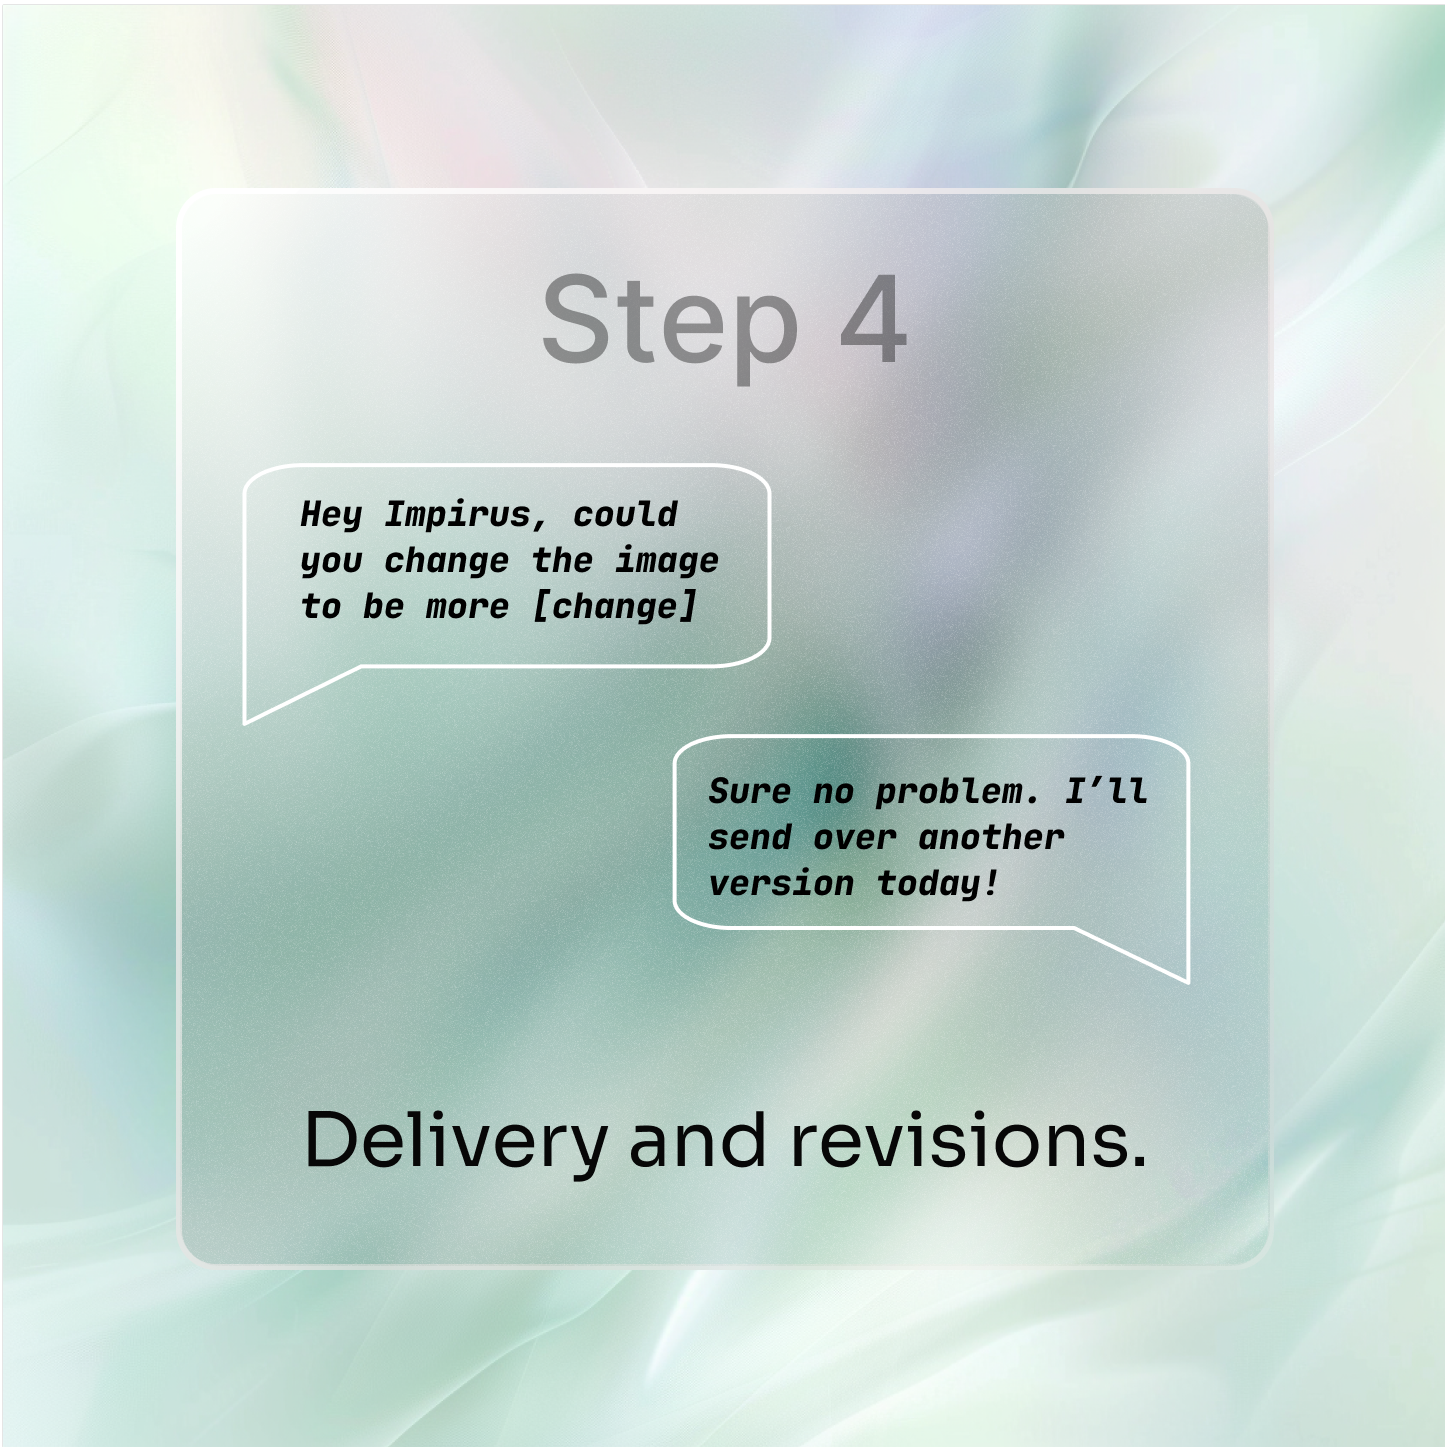 Step 4
Hey Impirus, could
you change the image
to be more [change]
Sure no problem. I’ll
send over another
version today!
Delivery and revisions.